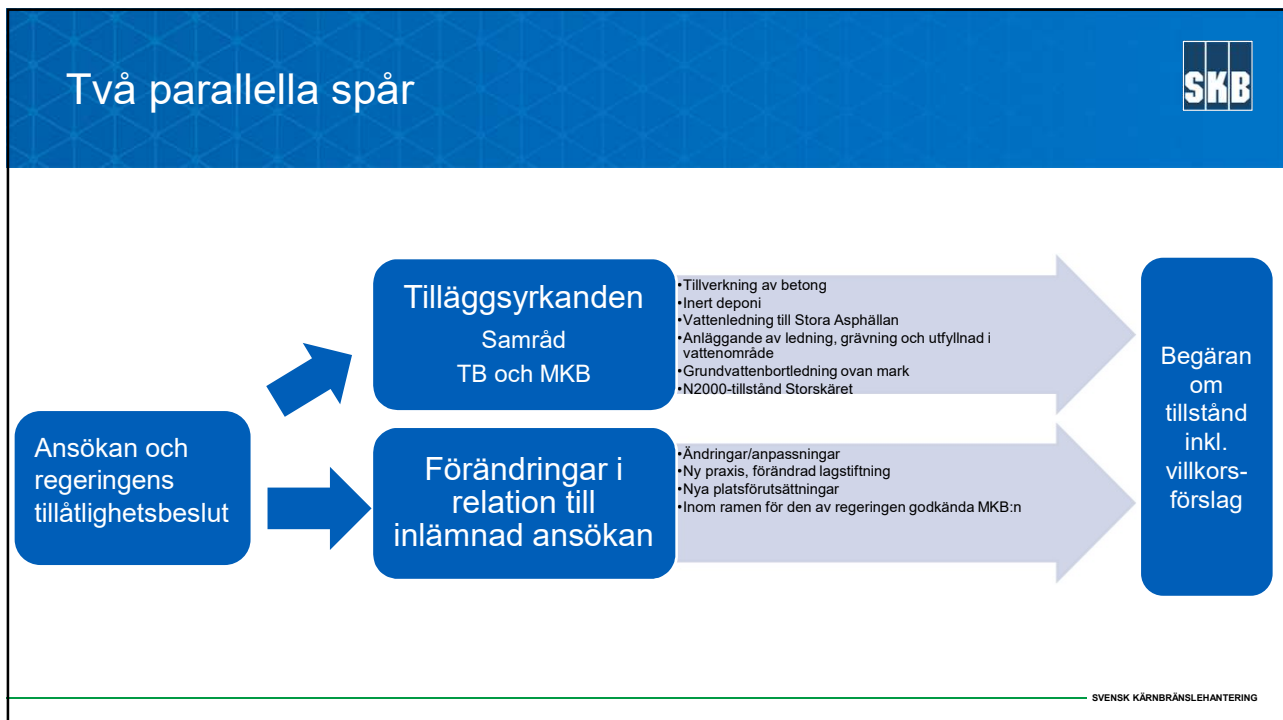 Två parallella spår
SKB
Ansökan och
regeringens
tillåtlighetsbeslut
Tilläggsyrkanden
Samråd
TB och MKB
•Tillverkning av betong
•Inert deponi
•Vattenledning till Stora Asphällan
•Anläggande av ledning, grävning och utfyllnad i
vattenområde
•Grundvattenbortledning ovan mark
•N2000-tillstånd Storskäret
Förändringar i
relation till
inlämnad ansökan
•Ändringar/anpassningar
•Ny praxis, förändrad lagstiftning
•Nya platsförutsättningar
•Inom ramen för den av regeringen godkända MKB:n
Begäran
om
tillstånd
inkl.
villkors-
förslag
SVENSK KÄRNBRÄNSLEHANTERING